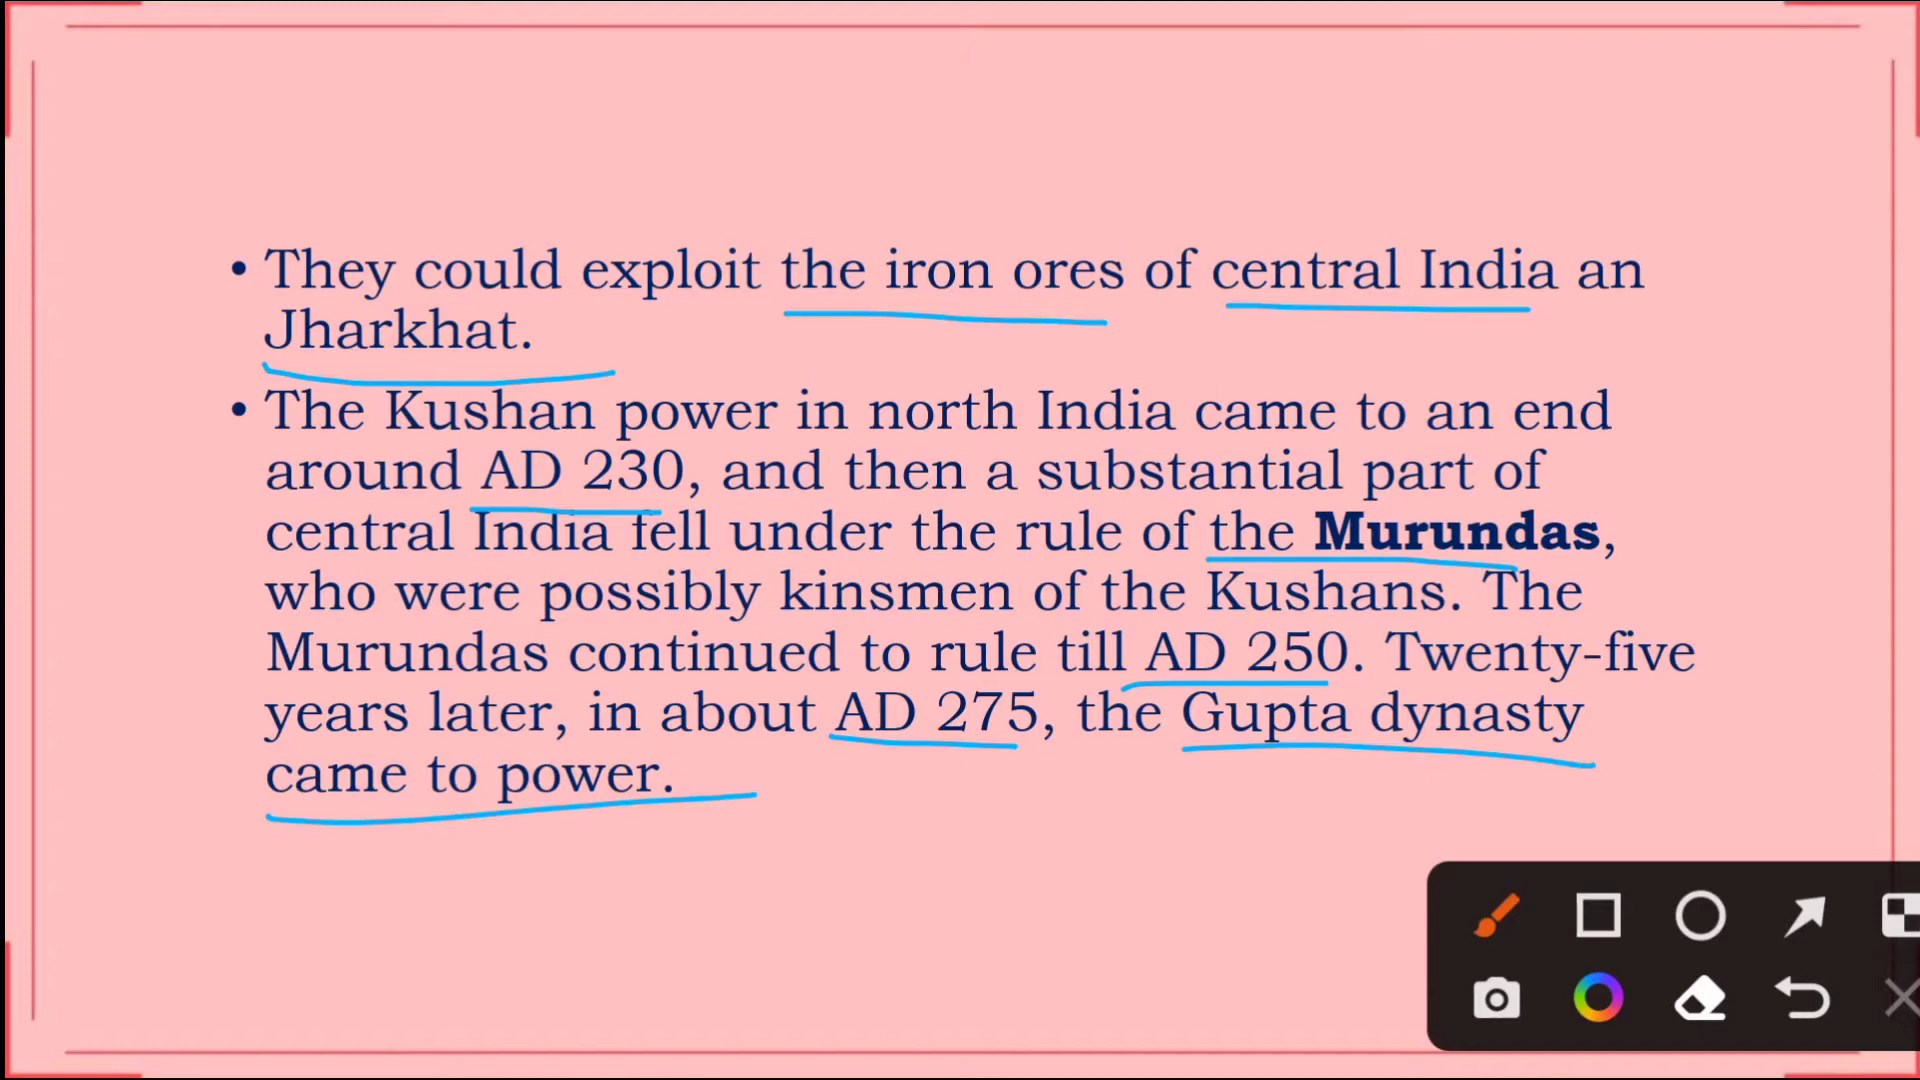 • They could exploit the iron ores of central India an
Jharkhat.
• The Kushan power in north India came to an end
around AD 230, and then a substantial part of
central India fell under the rule of the Murundas,
who were possibly kinsmen of the Kushans. The
Murundas continued to rule till AD 250. Twenty-five
years later, in about AD 275, the Gupta dynasty
came to power.